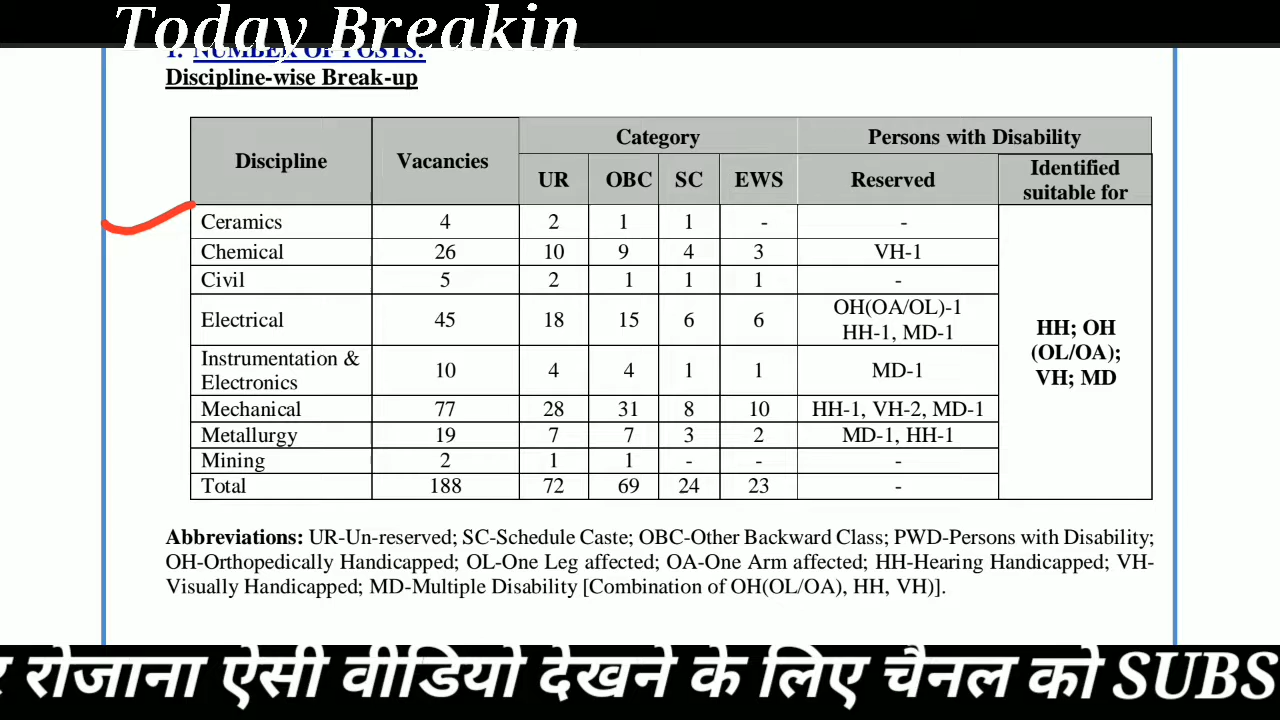 Today Breakin
1. NUMBER OF POSTS:
Discipline-wise Break-up
Discipline Vacancies Category Persons with Disability
UR OBC SC EWS Reserved Identified suitable for
Ceramics 4 2 1 1 - -
Chemical 26 10 9 4 3 VH-1
Civil 5 2 1 1 1 -
Electrical 45 18 15 6 6 OH(OA/OL)-1
HH-1, MD-1
HH; OH
(OL/OA);
VH; MD
Instrumentation &
Electronics 10 4 4 1 1 MD-1
Mechanical 77 28 31 8 10 HH-1, VH-2, MD-1
Metallurgy 19 7 7 3 2 MD-1, HH-1
Mining 2 1 1 - - -
Total 188 72 69 24 23 -
Abbreviations: UR-Un-reserved; SC-Schedule Caste; OBC-Other Backward Class; PWD-Persons with Disability;
OH-Orthopedically Handicapped; OL-One Leg affected; OA-One Arm affected; HH-Hearing Handicapped; VH-
Visually Handicapped; MD-Multiple Disability [Combination of OH(OL/OA), HH, VH)].
र रोजाना ऐसी वीडियो देखने के लिए चैनल को SUBS